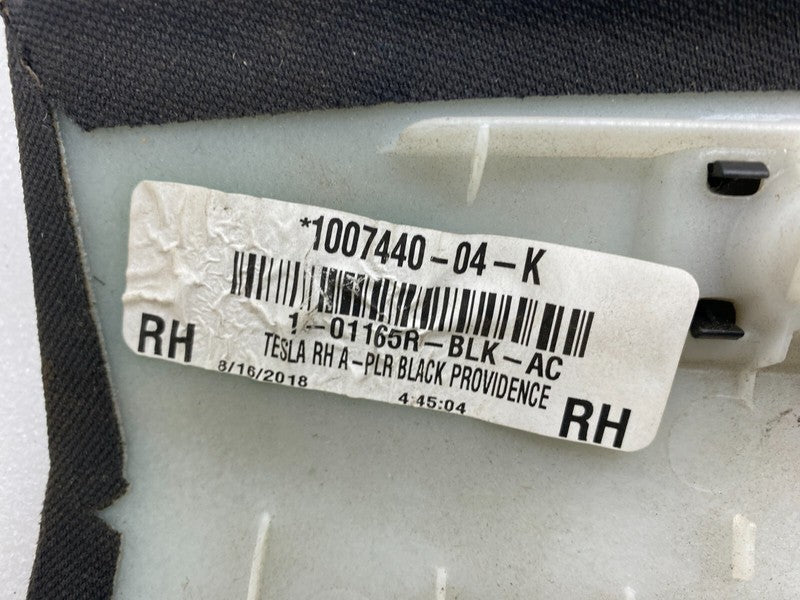 *1007440-04-K
1-01165R-BLK-AC
RH
TESLA RH A-PLR BLACK PROVIDENCE
8/16/2018 4:45:04
RH